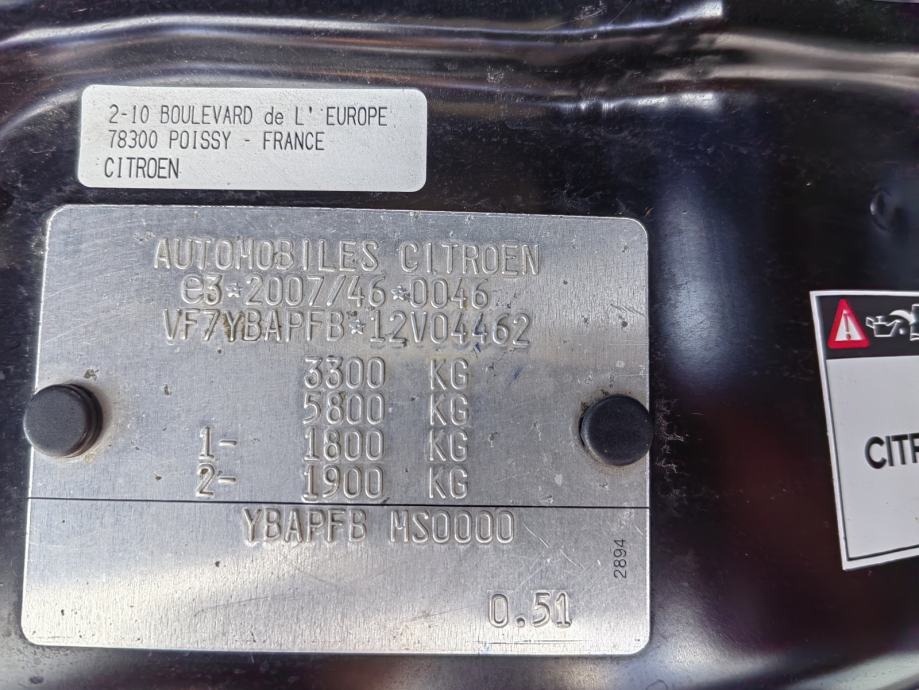 2-10 BOULEVARD de L' EUROPE
78300 POISSY - FRANCE
CITROEN
AUTOMOBILES CITROEN
e3*2007/46*0046
VF7YBAPFB*12V04462
3300 KG
5800 KG
1- 1800 KG
2- 1900 KG
YBAPFB MS0000
2894
0.51
CITR